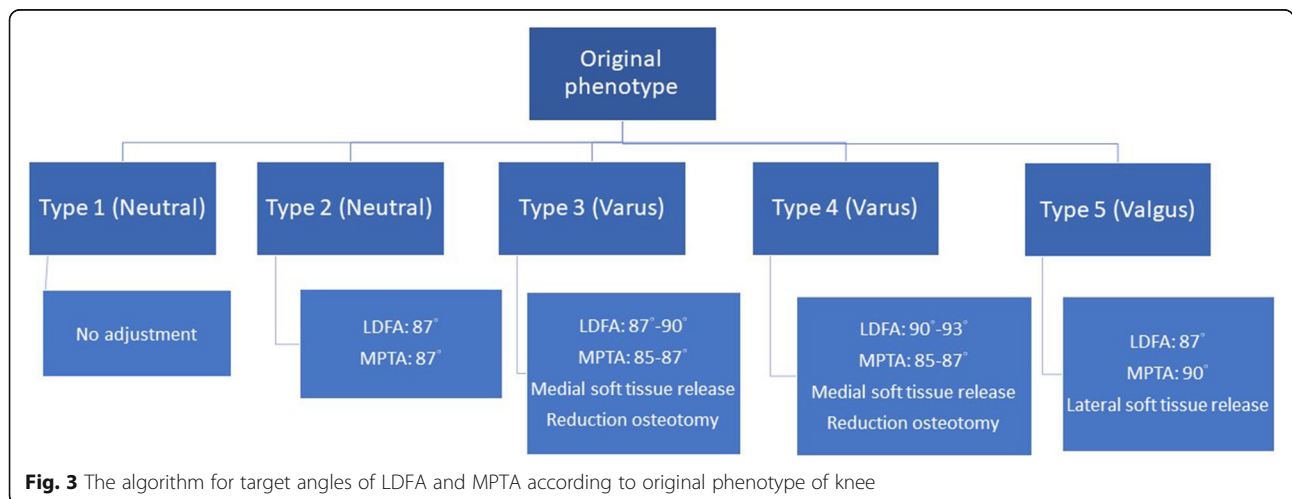 Original
phenotype
Type 1 (Neutral)
Type 2 (Neutral)
Type 3 (Varus)
Type 4 (Varus)
Type 5 (Valgus)
No adjustment
LDFA: 87°
MPTA: 87°
LDFA: 87°-90°
MPTA: 85-87°
Medial soft tissue release
Reduction osteotomy
LDFA: 90°-93°
MPTA: 85-87°
Medial soft tissue release
Reduction osteotomy
LDFA: 87°
MPTA: 90°
Lateral soft tissue release
Fig. 3 The algorithm for target angles of LDFA and MPTA according to original phenotype of knee